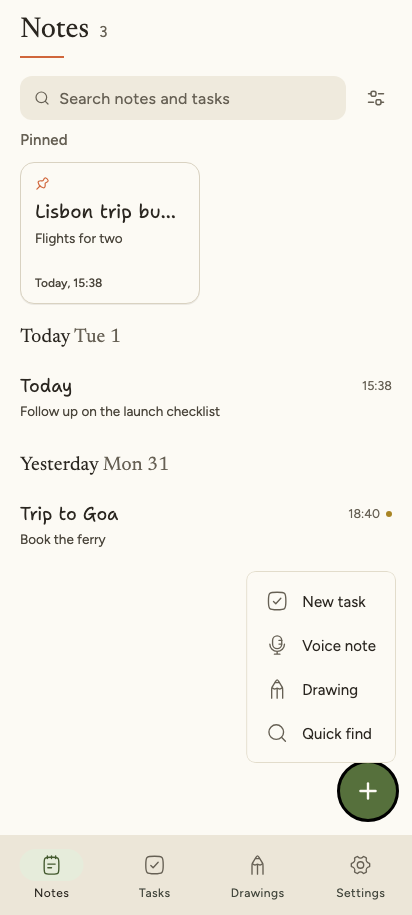 Notes 3
Search notes and tasks
Pinned
Lisbon trip bu...
Flights for two
Today, 15:38
Today Tue 1
Today 15:38
Follow up on the launch checklist
Yesterday Mon 31
Trip to Goa 18:40
Book the ferry
New task
Voice note
Drawing
Quick find
Notes Tasks Drawings Settings